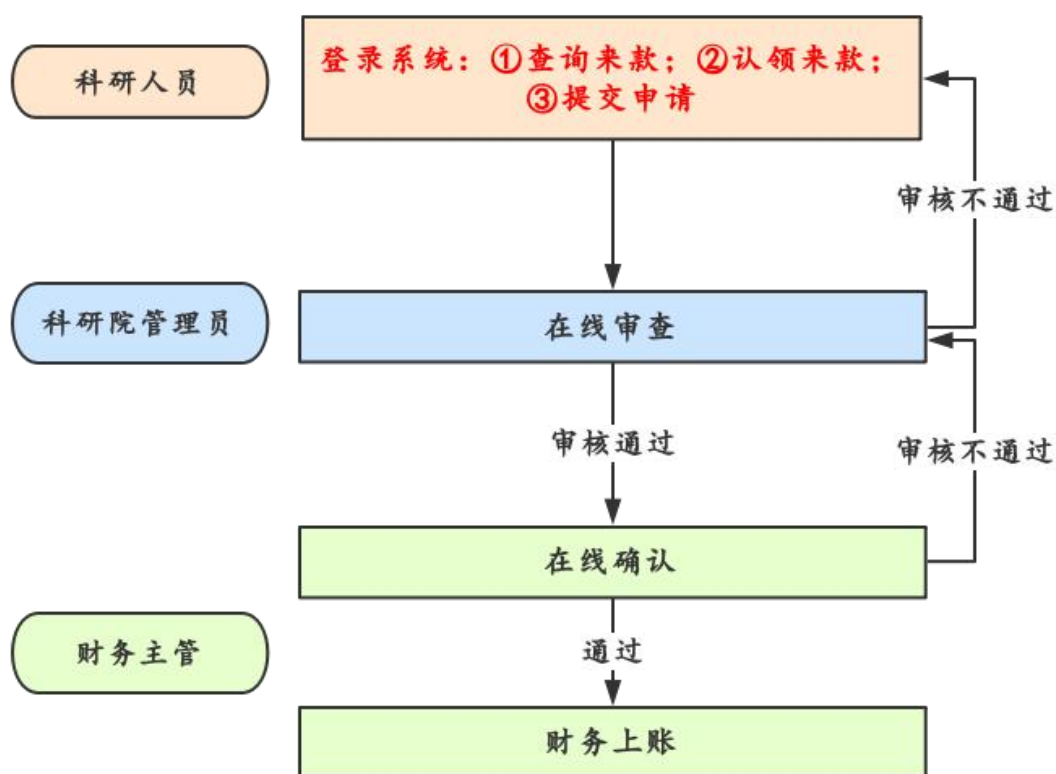 科研人员
登录系统：①查询来款；②认领来款；
③提交申请
审核不通过
科研院管理员
在线审查
审核通过
审核不通过
在线确认
财务主管
通过
财务上账